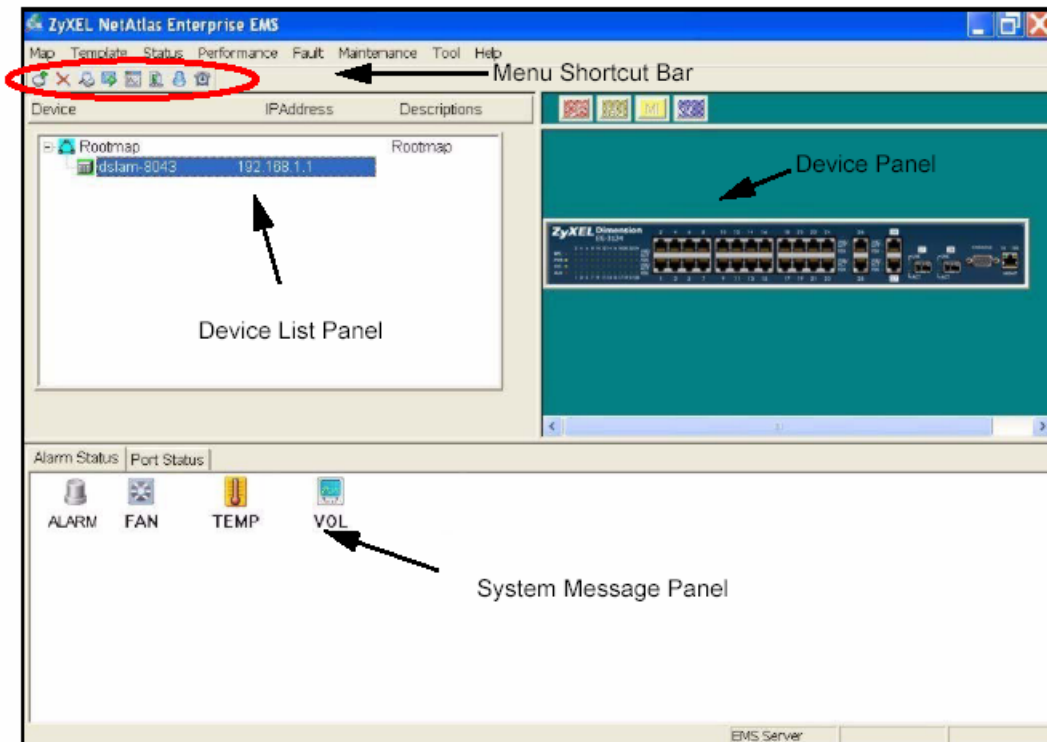 ZyXEL NetAtlas Enterprise EMS
Map Template Status Performance Fault Maintenance Tool Help
Menu Shortcut Bar
Device IPAddress Descriptions
Rootmap Rootmap
dslam-8043 192.168.1.1
Device Panel
ZyXEL Dimension
Device List Panel
Alarm Status Port Status
ALARM FAN TEMP VOL
System Message Panel
EMS Server